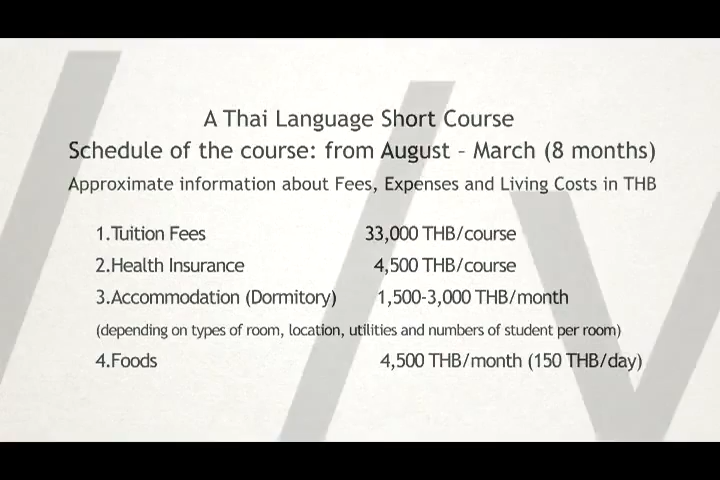 A Thai Language Short Course
Schedule of the course: from August – March (8 months)
Approximate information about Fees, Expenses and Living Costs in THB
1.Tuition Fees 33,000 THB/course
2.Health Insurance 4,500 THB/course
3.Accommodation (Dormitory) 1,500-3,000 THB/month
(depending on types of room, location, utilities and numbers of student per room)
4.Foods 4,500 THB/month (150 THB/day)